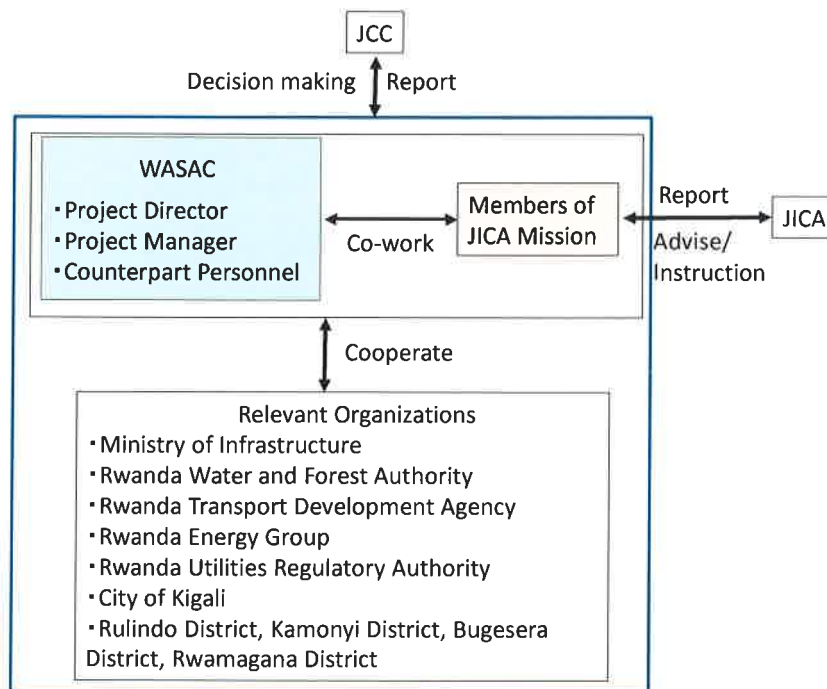 JCC
Decision making
Report
WASAC
・Project Director
・Project Manager
・Counterpart Personnel
Co-work
Members of
JICA Mission
Report
Advise/
Instruction
JICA
Cooperate
Relevant Organizations
・Ministry of Infrastructure
・Rwanda Water and Forest Authority
・Rwanda Transport Development Agency
・Rwanda Energy Group
・Rwanda Utilities Regulatory Authority
・City of Kigali
・Rulindo District, Kamonyi District, Bugesera
District, Rwamagana District